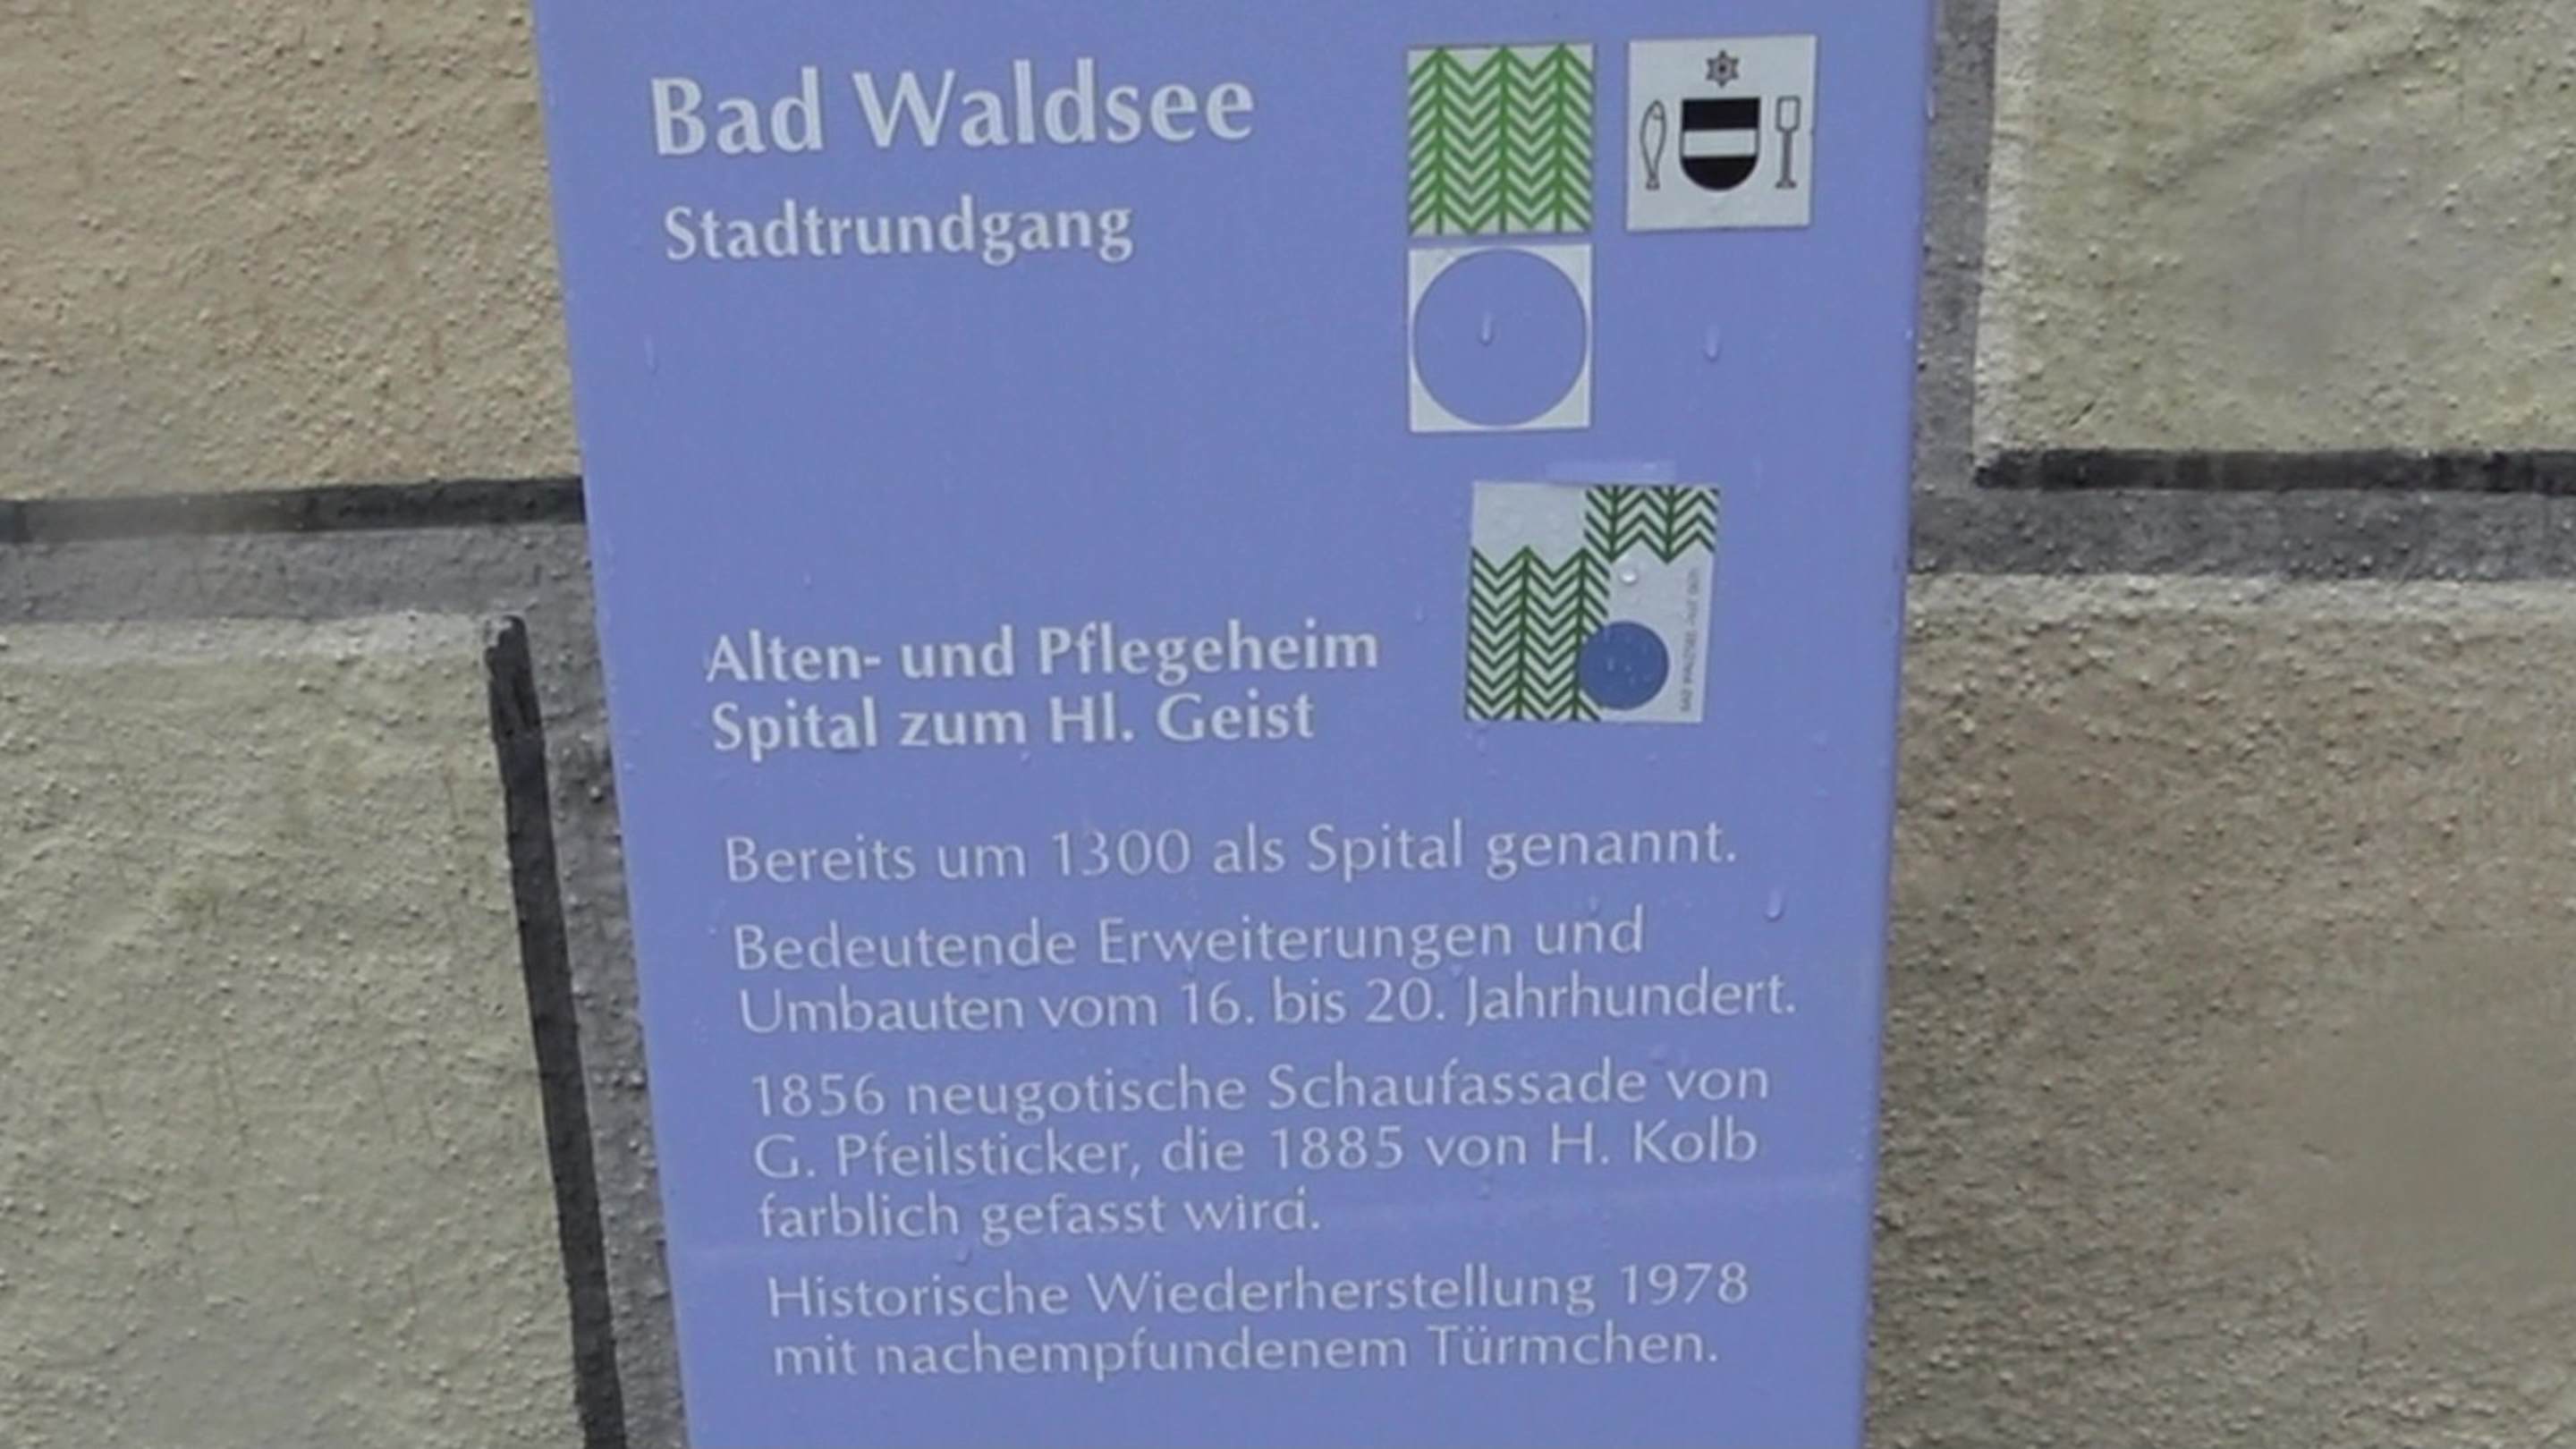 Bad Waldsee
Stadtrundgang
Alten- und Pflegeheim
Spital zum Hl. Geist
Bereits um 1300 als Spital genannt.
Bedeutende Erweiterungen und
Umbauten vom 16. bis 20. Jahrhundert.
1856 neugotische Schaufassade von
G. Pfeilsticker, die 1885 von H. Kolb
farblich gefasst wird.
Historische Wiederherstellung 1978
mit nachempfundenem Türmchen.